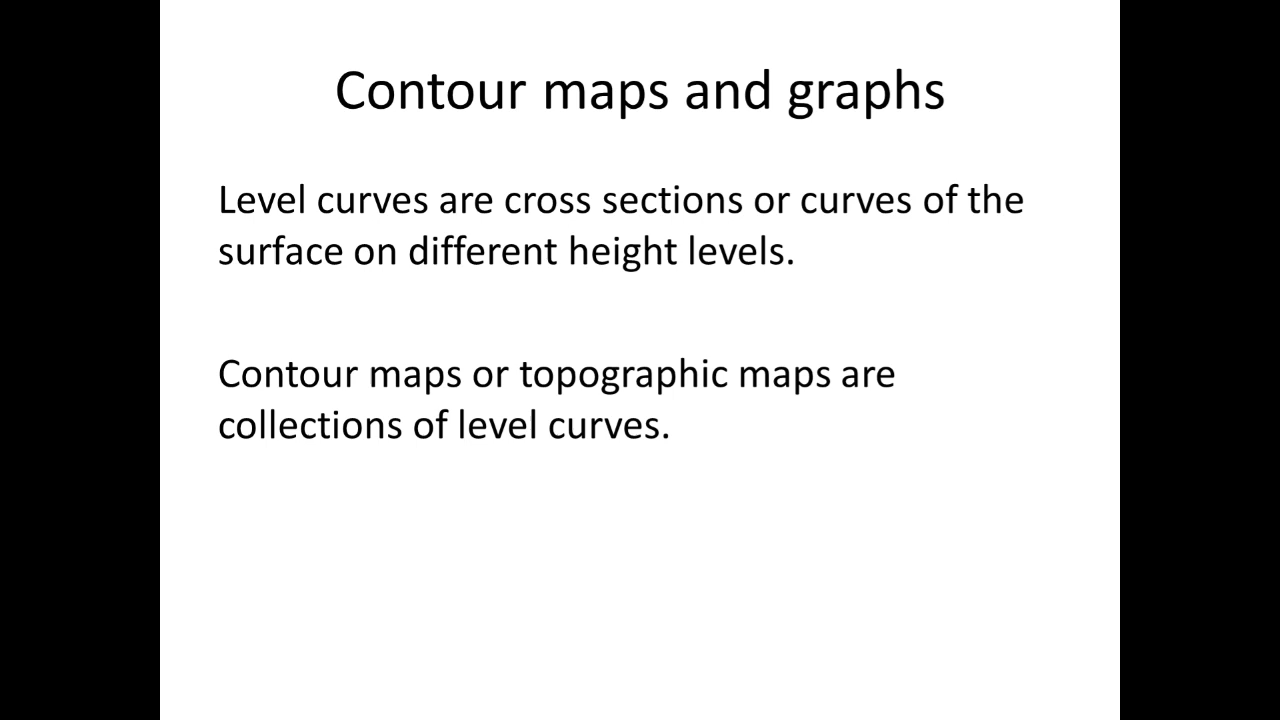 Contour maps and graphs
Level curves are cross sections or curves of the
surface on different height levels.
Contour maps or topographic maps are
collections of level curves.